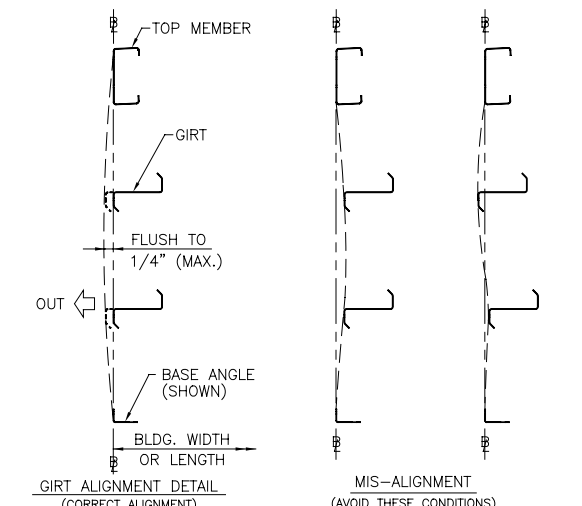 TOP MEMBER
GIRT
FLUSH TO
1/4" (MAX.)
OUT
BASE ANGLE
(SHOWN)
BLDG. WIDTH
OR LENGTH
GIRT ALIGNMENT DETAIL
(CORRECT ALIGNMENT)
MIS-ALIGNMENT
(AVOID THESE CONDITIONS)